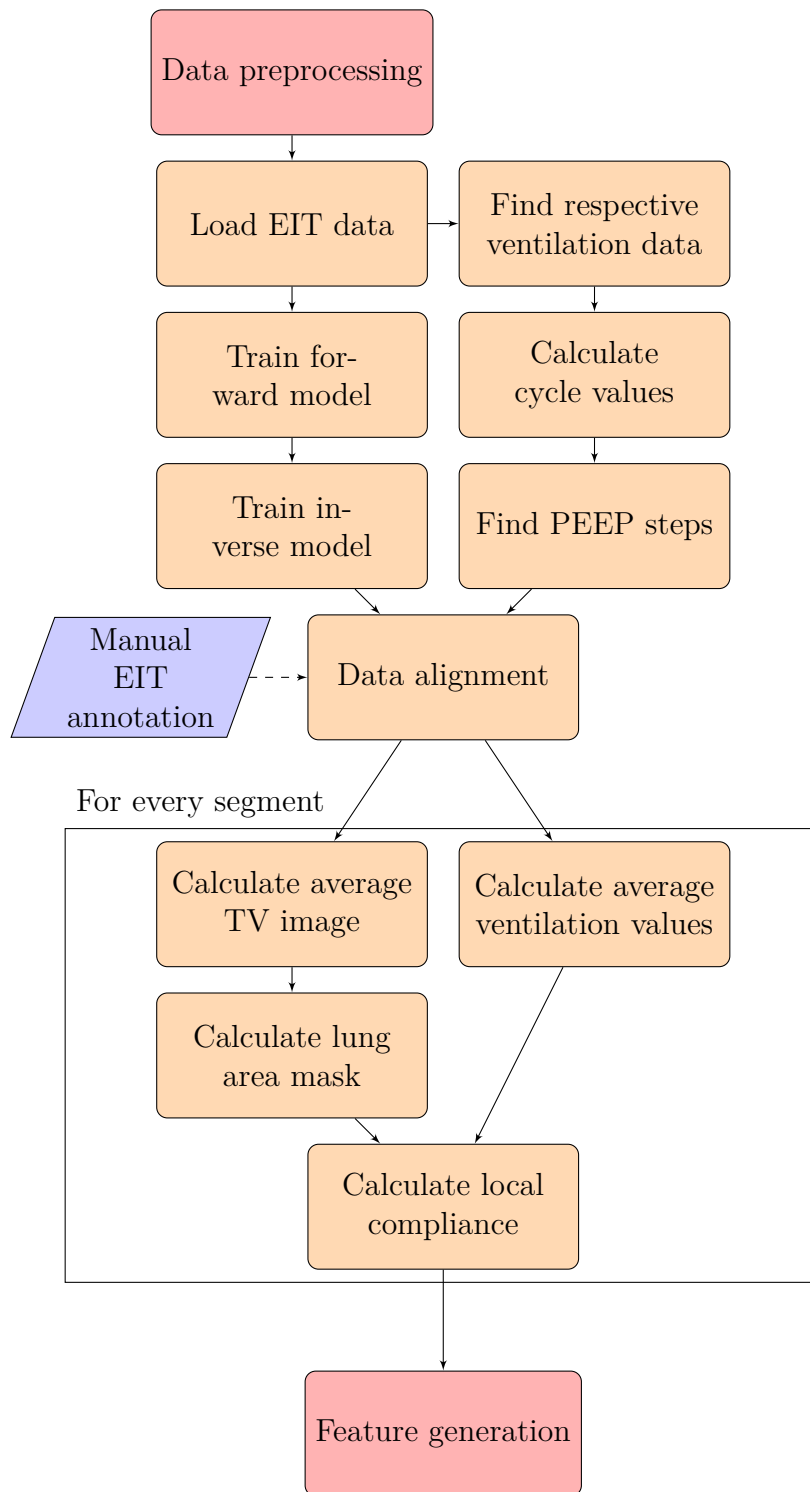 Data preprocessing
Load EIT data
Find respective
ventilation data
Train for-
ward model
Calculate
cycle values
Train in-
verse model
Find PEEP steps
Manual
EIT
annotation
Data alignment
For every segment
Calculate average
TV image
Calculate average
ventilation values
Calculate lung
area mask
Calculate local
compliance
Feature generation